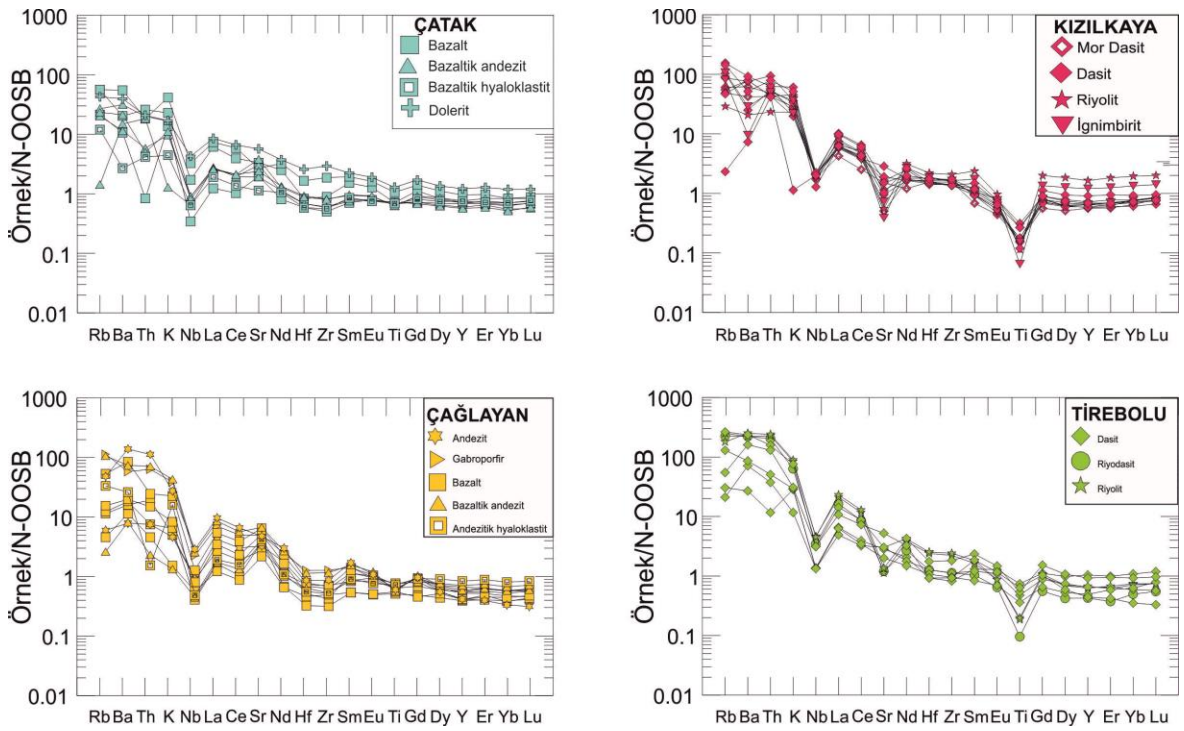 ÇATAK
Bazalt
Bazaltik andezit
Bazaltik hyaloklastit
Dolerit
Örnek/N-OOSB
1000
100
10
1
0.1
0.01
Rb Ba Th K Nb La Ce Sr Nd Hf Zr Sm Eu Ti Gd Dy Y Er Yb Lu
KIZILKAYA
Mor Dasit
Dasit
Riyolit
İgnimbirit
Örnek/N-OOSB
1000
100
10
1
0.1
0.01
Rb Ba Th K Nb La Ce Sr Nd Hf Zr Sm Eu Ti Gd Dy Y Er Yb Lu
ÇAĞLAYAN
Andezit
Gabroporfir
Bazalt
Bazaltik andezit
Andezitik hyaloklastit
Örnek/N-OOSB
1000
100
10
1
0.1
0.01
Rb Ba Th K Nb La Ce Sr Nd Hf Zr Sm Eu Ti Gd Dy Y Er Yb Lu
TİREBOLU
Dasit
Riyodasit
Riyolit
Örnek/N-OOSB
1000
100
10
1
0.1
0.01
Rb Ba Th K Nb La Ce Sr Nd Hf Zr Sm Eu Ti Gd Dy Y Er Yb Lu